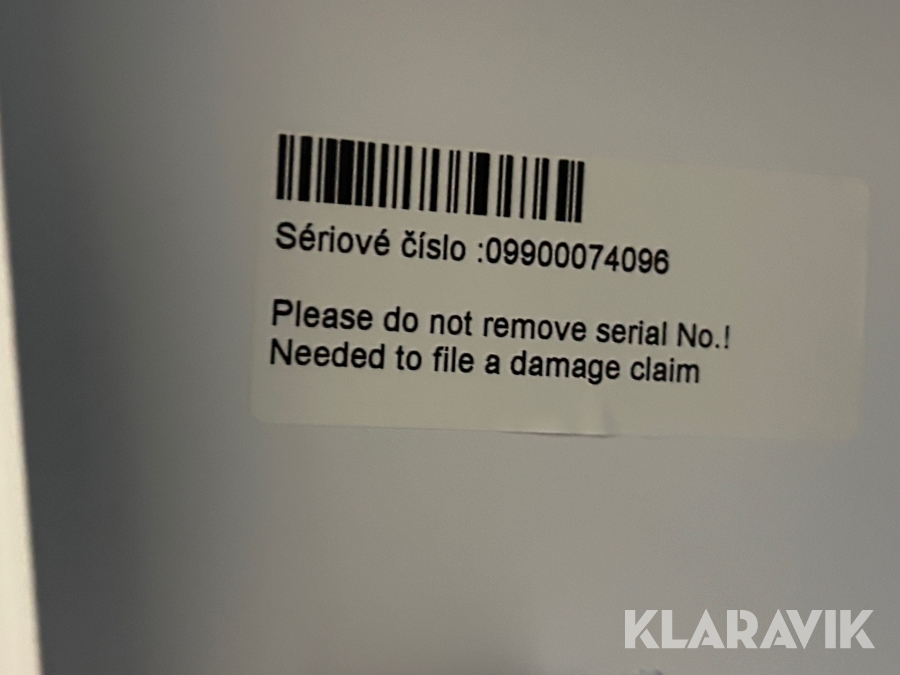 Sériové číslo :09900074096
Please do not remove serial No.!
Needed to file a damage claim
KLARAVIK